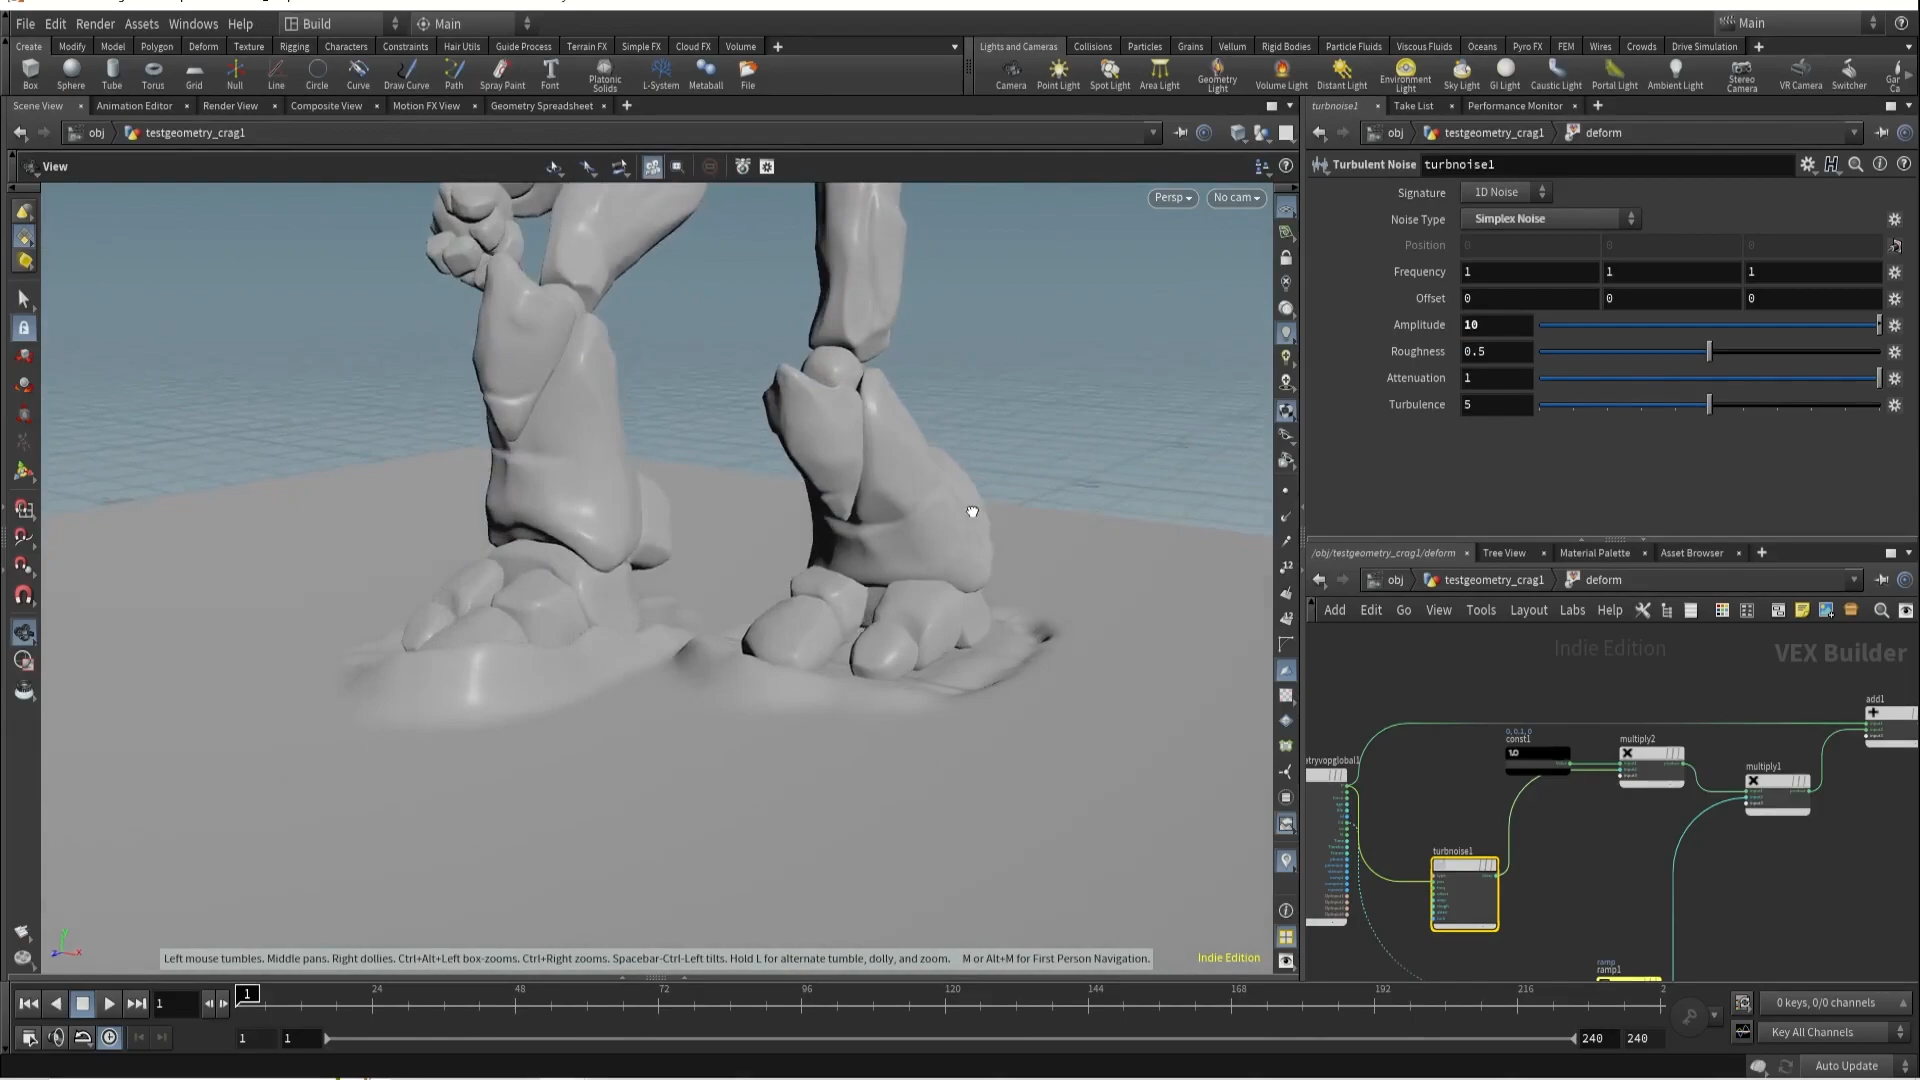 File Edit Render Assets Windows Help Build Main Main
Create Modify Model Polygon Deform Texture Rigging Characters Constraints Hair Utils Guide Process Terrain FX Simple FX Cloud FX Volume
Lights and Cameras Collisions Particles Grains Vellum Rigid Bodies Particle Fluids Viscous Fluids Oceans Pyro FX FEM Wires Crowds Drive Simulation
Box Sphere Tube Torus Grid Null Line Circle Curve Draw Curve Path Spray Paint Font Platonic Solids L-System Metaball File
Camera Point Light Spot Light Area Light Geometry Light Volume Light Distant Light Environment Light Sky Light GI Light Caustic Light Portal Light Ambient Light Stereo Camera VR Camera Switcher
Scene View Animation Editor Render View Composite View Motion FX View Geometry Spreadsheet
turbnoise1 Take List Performance Monitor
obj testgeometry_crag1
obj testgeometry_crag1 deform
View
Turbulent Noise turbnoise1
Persp No cam
Signature 1D Noise
Noise Type Simplex Noise
Position 0 0 0
Frequency 1 1 1
Offset 0 0 0
Amplitude 10
Roughness 0.5
Attenuation 1
Turbulence 5
/obj/testgeometry_crag1/deform Tree View Material Palette Asset Browser
obj testgeometry_crag1 deform
Add Edit Go View Tools Layout Labs Help
Indie Edition VEX Builder
add1
0, 0.1, 0
const1
multiply2
tryvopglobal1
multiply1
turbnoise1
ramp
ramp1
Left mouse tumbles. Middle pans. Right dollies. Ctrl+Alt+Left box-zooms. Ctrl+Right zooms. Spacebar-Ctrl-Left tilts. Hold L for alternate tumble, dolly, and zoom. M or Alt+M for First Person Navigation.
Indie Edition
1 1 24 48 72 96 120 144 168 192 216 2
0 keys, 0/0 channels
1 1 240 240
Key All Channels
Auto Update